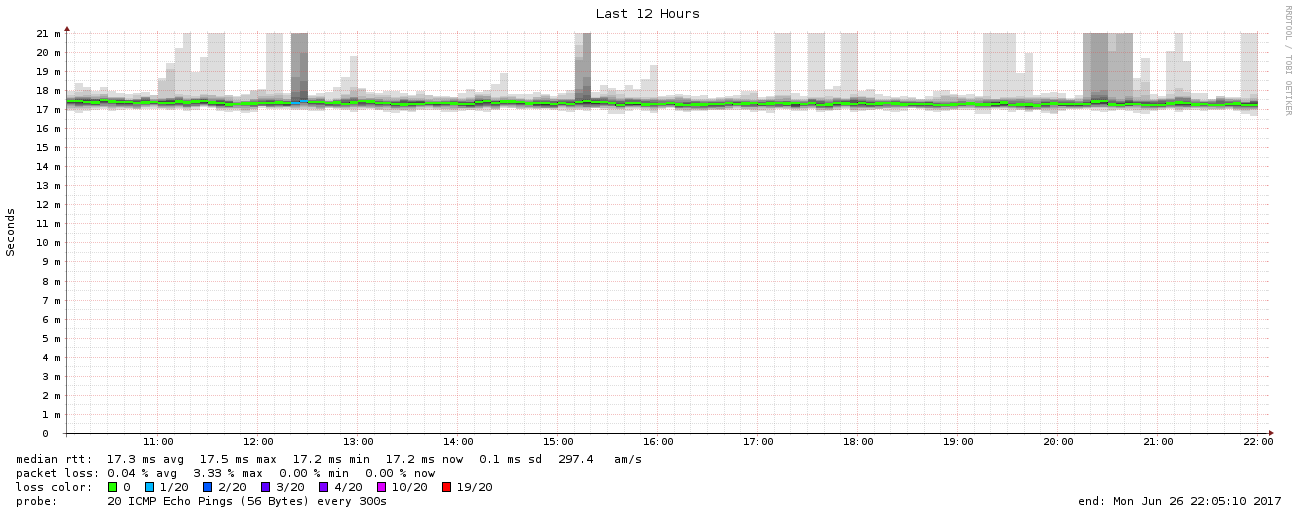 Last 12 Hours
RRDTOOL / TOBI OETIKER
Seconds
21 m
20 m
19 m
18 m
17 m
16 m
15 m
14 m
13 m
12 m
11 m
10 m
9 m
8 m
7 m
6 m
5 m
4 m
3 m
2 m
1 m
0
11:00 12:00 13:00 14:00 15:00 16:00 17:00 18:00 19:00 20:00 21:00 22:00
median rtt: 17.3 ms avg 17.5 ms max 17.2 ms min 17.2 ms now 0.1 ms sd 297.4 am/s
packet loss: 0.04 % avg 3.33 % max 0.00 % min 0.00 % now
loss color: 0 1/20 2/20 3/20 4/20 10/20 19/20
probe: 20 ICMP Echo Pings (56 Bytes) every 300s end: Mon Jun 26 22:05:10 2017